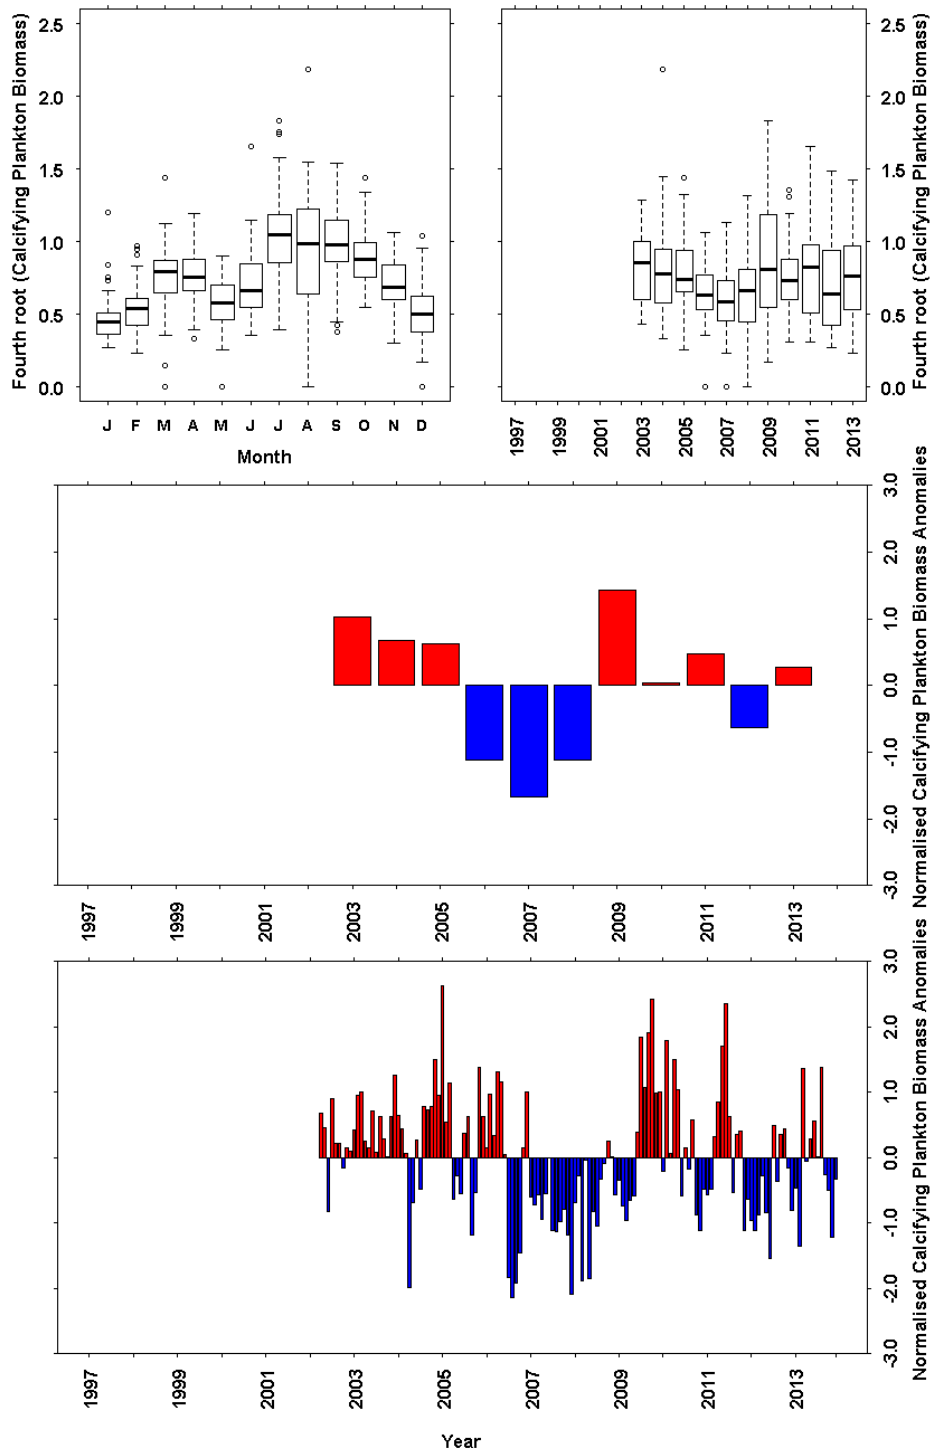 Fourth root (Calcifying Plankton Biomass)
2.5
2.0
1.5
1.0
0.5
0.0
J F M A M J J A S O N D
Month
2.5
2.0
1.5
1.0
0.5
0.0
Fourth root (Calcifying Plankton Biomass)
1997 1999 2001 2003 2005 2007 2009 2011 2013
3.0
2.0
1.0
0.0
-1.0
-2.0
-3.0
Normalised Calcifying Plankton Biomass Anomalies
1997 1999 2001 2003 2005 2007 2009 2011 2013
3.0
2.0
1.0
0.0
-1.0
-2.0
-3.0
Normalised Calcifying Plankton Biomass Anomalies
1997 1999 2001 2003 2005 2007 2009 2011 2013
Year